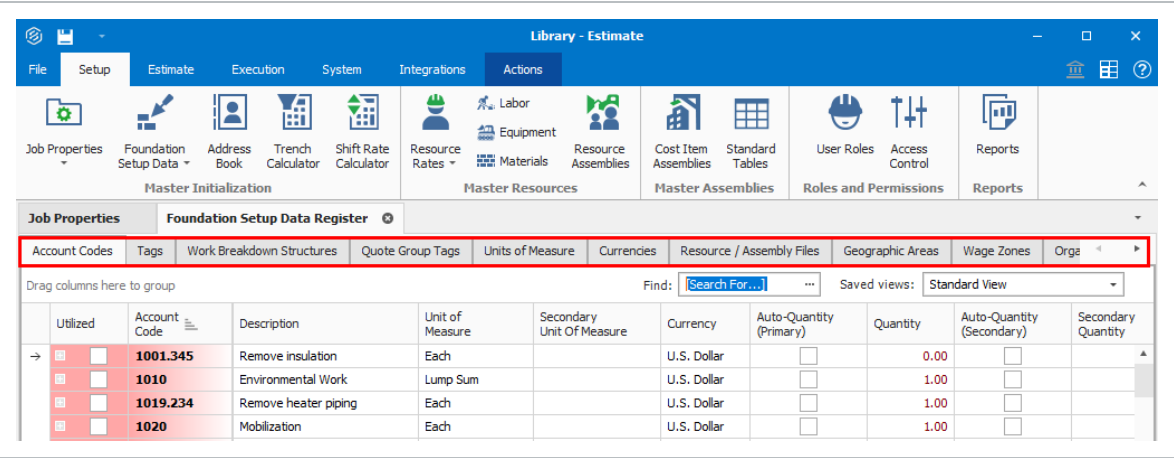 Library - Estimate
File Setup Estimate Execution System Integrations Actions
Job Properties
Foundation Setup Data
Address Book
Trench Calculator
Shift Rate Calculator
Resource Rates
Labor
Equipment
Materials
Resource Assemblies
Cost Item Assemblies
Standard Tables
User Roles
Access Control
Reports
Master Initialization Master Resources Master Assemblies Roles and Permissions Reports
Job Properties Foundation Setup Data Register
Account Codes Tags Work Breakdown Structures Quote Group Tags Units of Measure Currencies Resource / Assembly Files Geographic Areas Wage Zones Orga
Drag columns here to group Find: [Search For...] ... Saved views: Standard View
Utilized Account Code Description Unit of Measure Secondary Unit Of Measure Currency Auto-Quantity (Primary) Quantity Auto-Quantity (Secondary) Secondary Quantity
1001.345 Remove insulation Each U.S. Dollar 0.00
1010 Environmental Work Lump Sum U.S. Dollar 1.00
1019.234 Remove heater piping Each U.S. Dollar 1.00
1020 Mobilization Each U.S. Dollar 1.00